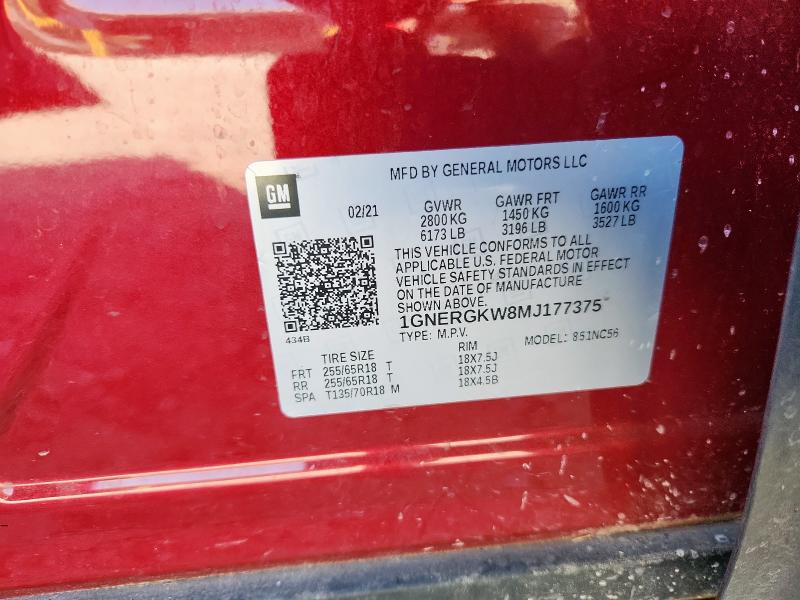 MFD BY GENERAL MOTORS LLC
GM
02/21 GVWR GAWR FRT GAWR RR
2800 KG 1450 KG 1600 KG
6173 LB 3196 LB 3527 LB
THIS VEHICLE CONFORMS TO ALL
APPLICABLE U.S. FEDERAL MOTOR
VEHICLE SAFETY STANDARDS IN EFFECT
ON THE DATE OF MANUFACTURE
SHOWN ABOVE.
1GNERGKW8MJ177375
434B TYPE: M.P.V. MODEL: 851NC56
TIRE SIZE RIM
FRT 255/65R18 T 18X7.5J
RR 255/65R18 T 18X7.5J
SPA T135/70R18 M 18X4.5B